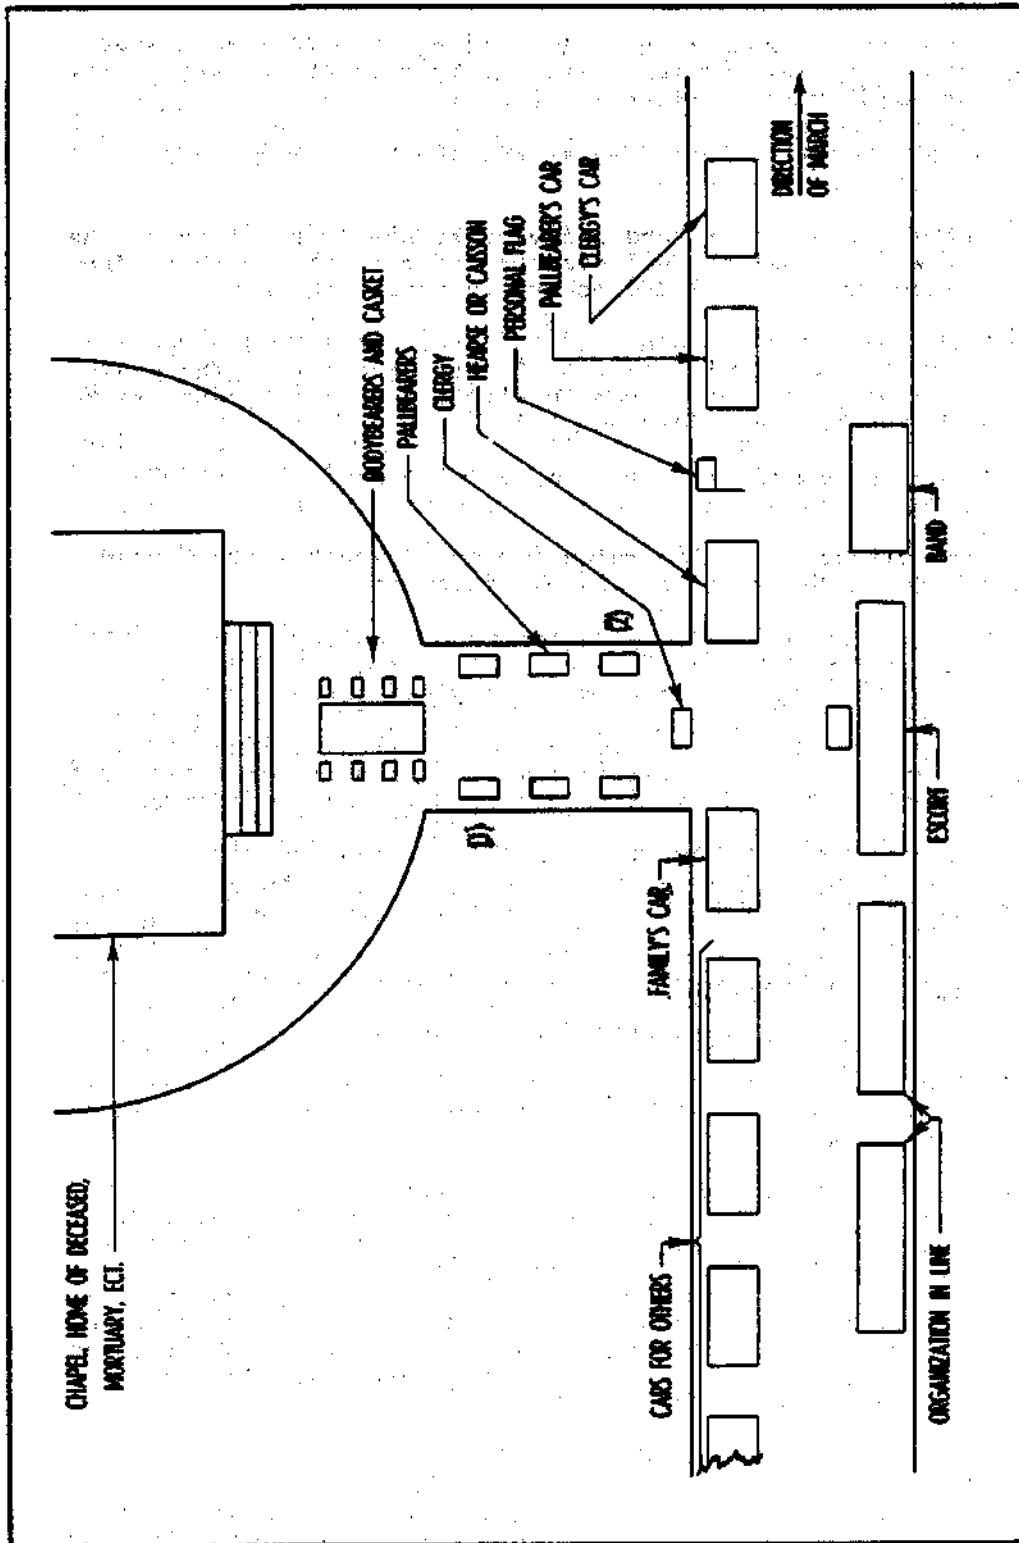 CHAPEL, HOME OF DECEASED,
MORTUARY, ECT.
BODYBEARERS AND CASKET
PALLBEARERS
CLERGY
HEARSE OR CAISSON
PERSONAL FLAG
PALLBEARER'S CAR
CLERGY'S CAR
(1)
(2)
FAMILY'S CAR
CARS FOR OTHERS
DIRECTION
OF MARCH
ORGANIZATION IN LINE
ESCORT
BAND